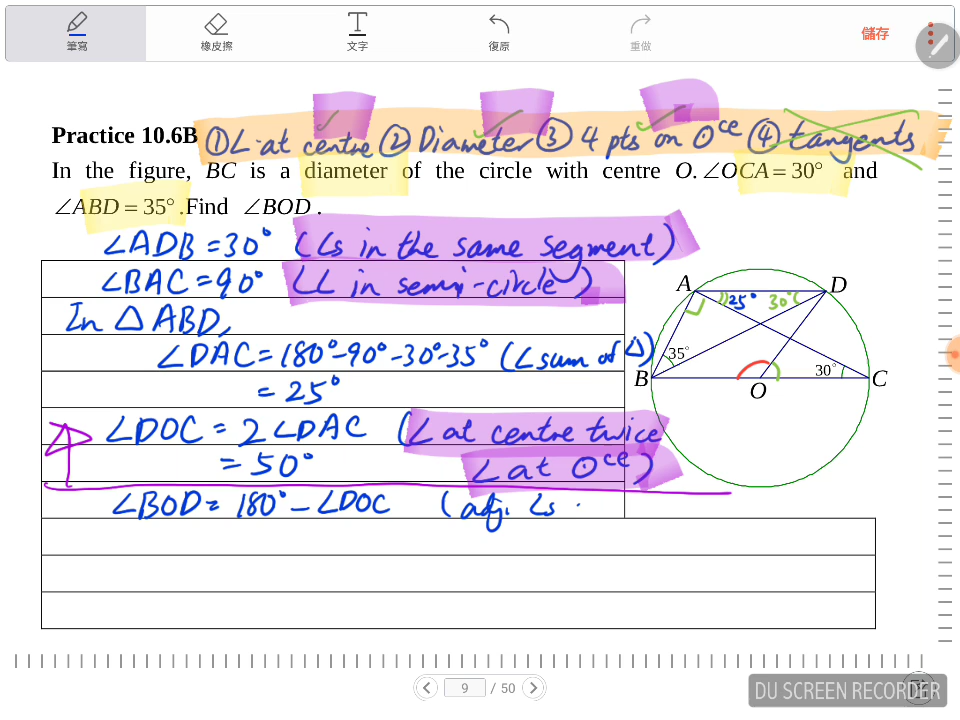 筆寫 橡皮擦 文字 復原 重做 儲存
Practice 10.6B ①∠ at centre ② Diameter ③ 4 pts on ⊙ce ④ tangents
In the figure, BC is a diameter of the circle with centre O. ∠OCA = 30° and
∠ABD = 35° .Find ∠BOD .
∠ADB = 30° (∠s in the same segment)
∠BAC = 90° (∠ in semi-circle)
In △ABD,
∠DAC = 180°-90°-30°-35° (∠ sum of △)
= 25°
∠DOC = 2∠DAC (∠ at centre twice
= 50° ∠ at ⊙ce)
∠BOD = 180° - ∠DOC (adj. ∠s
A 25° 30° D
35°
B O 30° C
9 / 50
DU SCREEN RECORDER